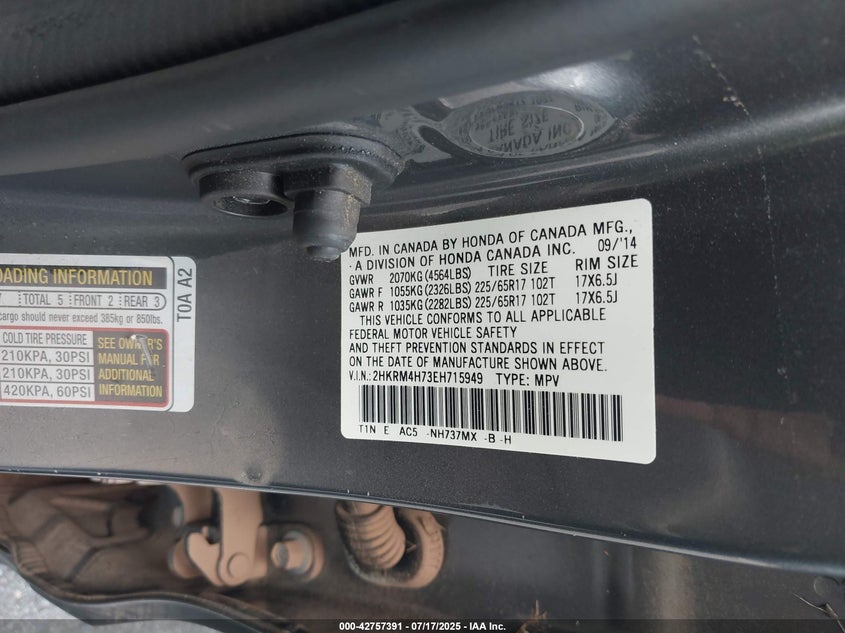 TIRE SIZE
CANADA INC
MFD. IN CANADA BY HONDA OF CANADA MFG.,
A DIVISION OF HONDA CANADA INC. 09/'14
GVWR 2070KG(4564LBS) TIRE SIZE RIM SIZE
GAWR F 1055KG(2326LBS) 225/65R17 102T 17X6.5J
GAWR R 1035KG(2282LBS) 225/65R17 102T 17X6.5J
THIS VEHICLE CONFORMS TO ALL APPLICABLE
FEDERAL MOTOR VEHICLE SAFETY
AND THEFT PREVENTION STANDARDS IN EFFECT
ON THE DATE OF MANUFACTURE SHOWN ABOVE.
V.I.N.: 2HKRM4H73EH715949 TYPE: MPV
T1N E AC5 -NH737MX -B -H
OADING INFORMATION
TOTAL 5 FRONT 2 REAR 3
cargo should never exceed 385kg or 850lbs.
COLD TIRE PRESSURE SEE OWNER'S
210KPA, 30PSI MANUAL FOR
210KPA, 30PSI ADDITIONAL
420KPA, 60PSI INFORMATION
T0A A2
000-42757391 - 07/17/2025 - IAA Inc.